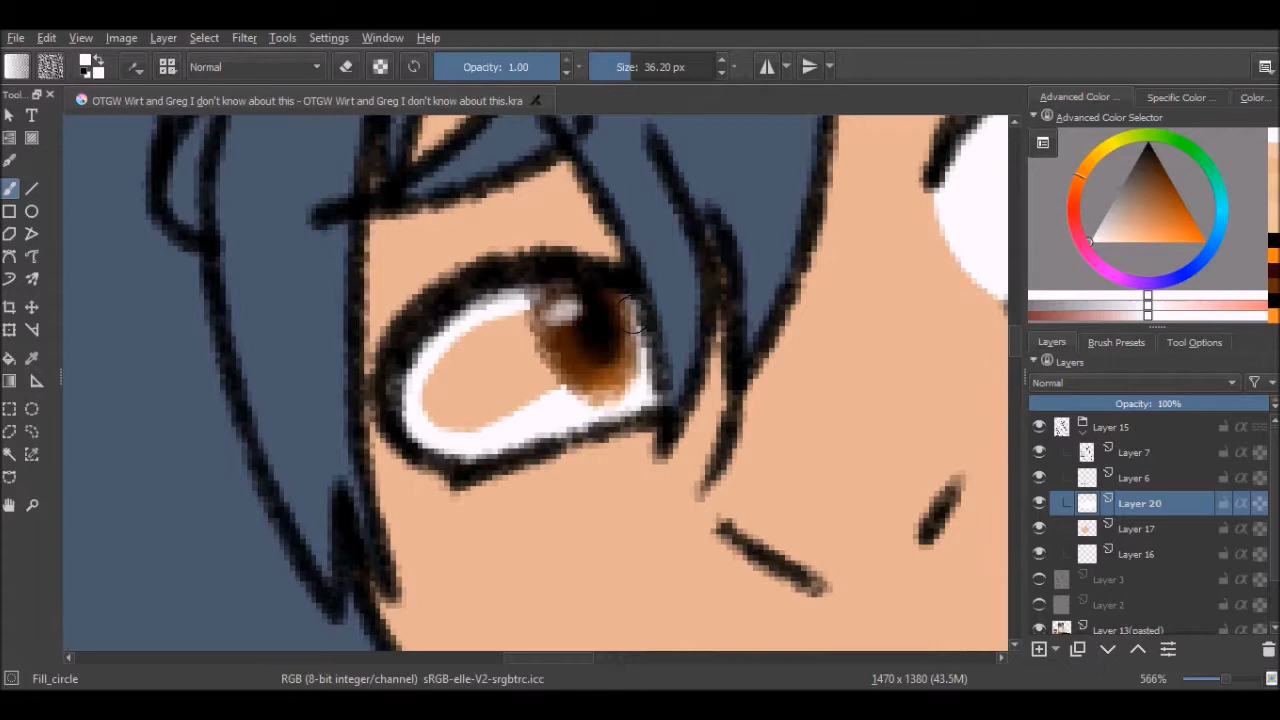 File Edit View Image Layer Select Filter Tools Settings Window Help
Normal Opacity: 1.00 Size: 36.20 px
Tool... OTGW Wirt and Greg I don't know about this - OTGW Wirt and Greg I don't know about this.kra
Advanced Color ... Specific Color ... Color...
Advanced Color Selector
Layers Brush Presets Tool Options
Layers
Normal
Opacity: 100%
Layer 15
Layer 7
Layer 6
Layer 20
Layer 17
Layer 16
Layer 3
Layer 2
Layer 13(pasted)
Fill_circle RGB (8-bit integer/channel) sRGB-elle-V2-srgbtrc.icc 1470 x 1380 (43.5M) 566%